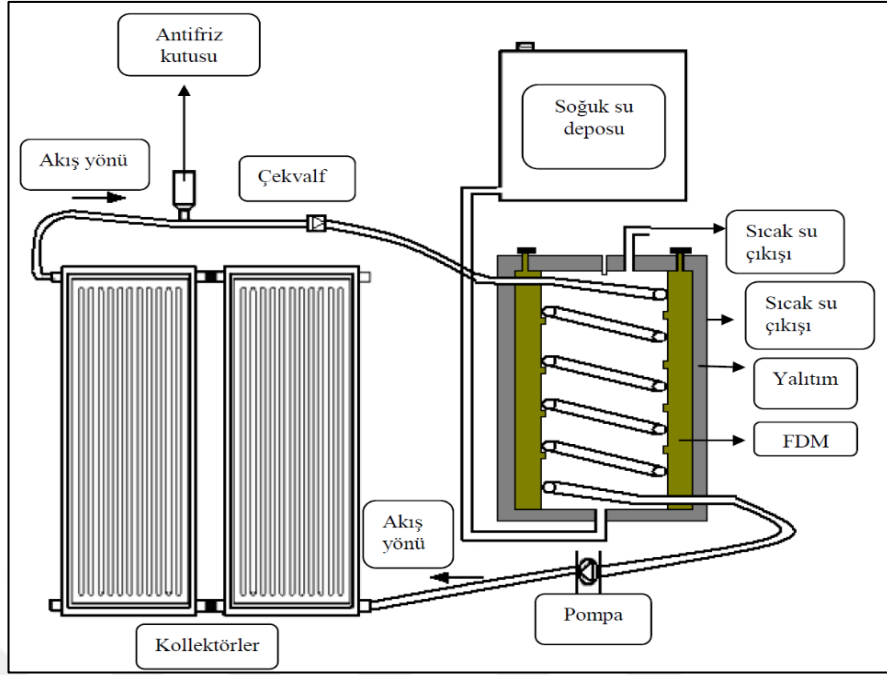 Antifriz
kutusu
Soğuk su
deposu
Akış yönü
Çekvalf
Sıcak su
çıkışı
Sıcak su
çıkışı
Yalıtım
FDM
Akış
yönü
Pompa
Kollektörler